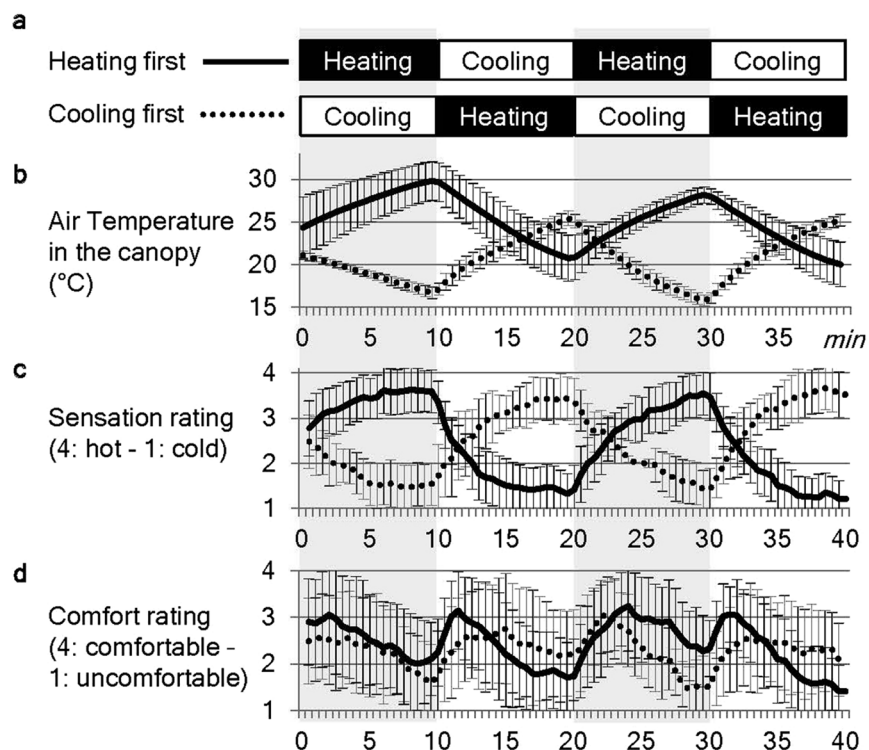 a
Heating first Heating Cooling Heating Cooling
Cooling first Cooling Heating Cooling Heating
b
Air Temperature
in the canopy
(°C)
30
25
20
15
0 5 10 15 20 25 30 35 min
c
Sensation rating
(4: hot - 1: cold)
4
3
2
1
0 5 10 15 20 25 30 35 40
d
Comfort rating
(4: comfortable -
1: uncomfortable)
4
3
2
1
0 5 10 15 20 25 30 35 40